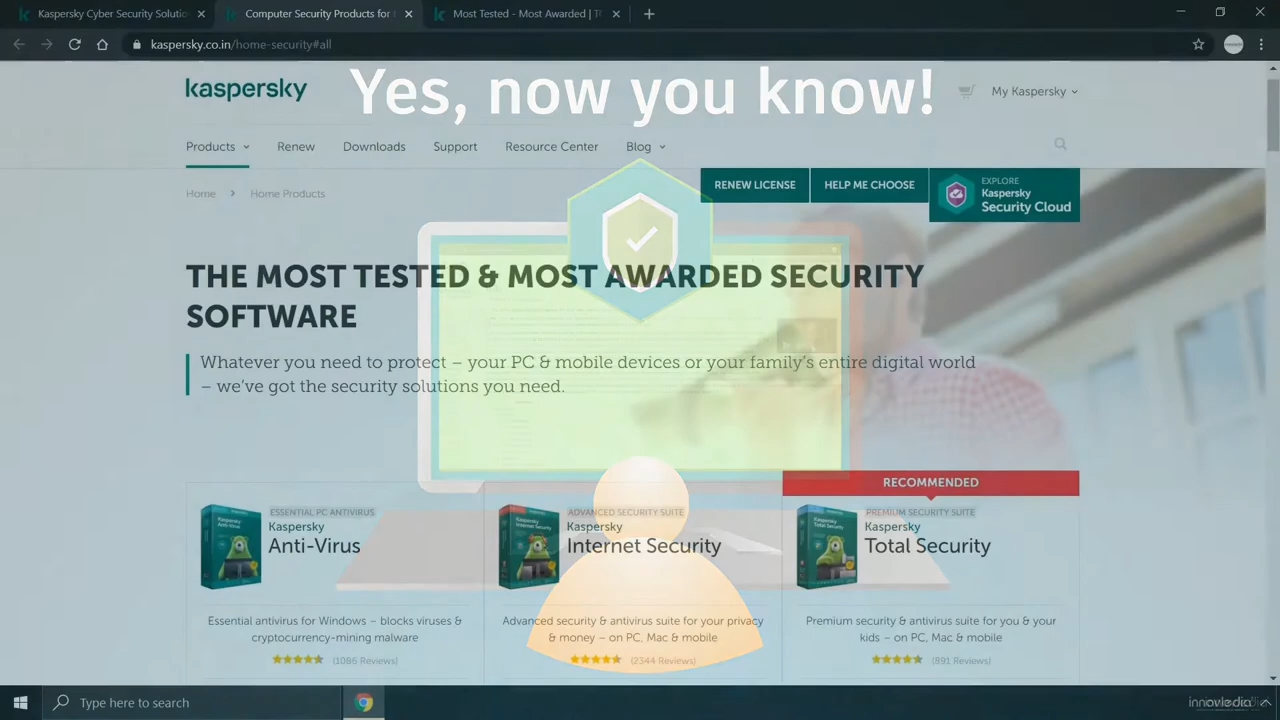 Kaspersky Cyber Security Solutio
Computer Security Products for
Most Tested - Most Awarded | T
kaspersky.co.in/home-security#all
kaspersky
Yes, now you know!
My Kaspersky
Products
Renew
Downloads
Support
Resource Center
Blog
Home > Home Products
RENEW LICENSE
HELP ME CHOOSE
EXPLORE
Kaspersky
Security Cloud
THE MOST TESTED & MOST AWARDED SECURITY
SOFTWARE
Whatever you need to protect – your PC & mobile devices or your family's entire digital world
– we've got the security solutions you need.
RECOMMENDED
ESSENTIAL PC ANTIVIRUS
Kaspersky
Anti-Virus
Essential antivirus for Windows – blocks viruses &
cryptocurrency-mining malware
(1086 Reviews)
ADVANCED SECURITY SUITE
Kaspersky
Internet Security
Advanced security & antivirus suite for your privacy
& money – on PC, Mac & mobile
(2344 Reviews)
PREMIUM SECURITY SUITE
Kaspersky
Total Security
Premium security & antivirus suite for you & your
kids – on PC, Mac & mobile
(891 Reviews)
Type here to search